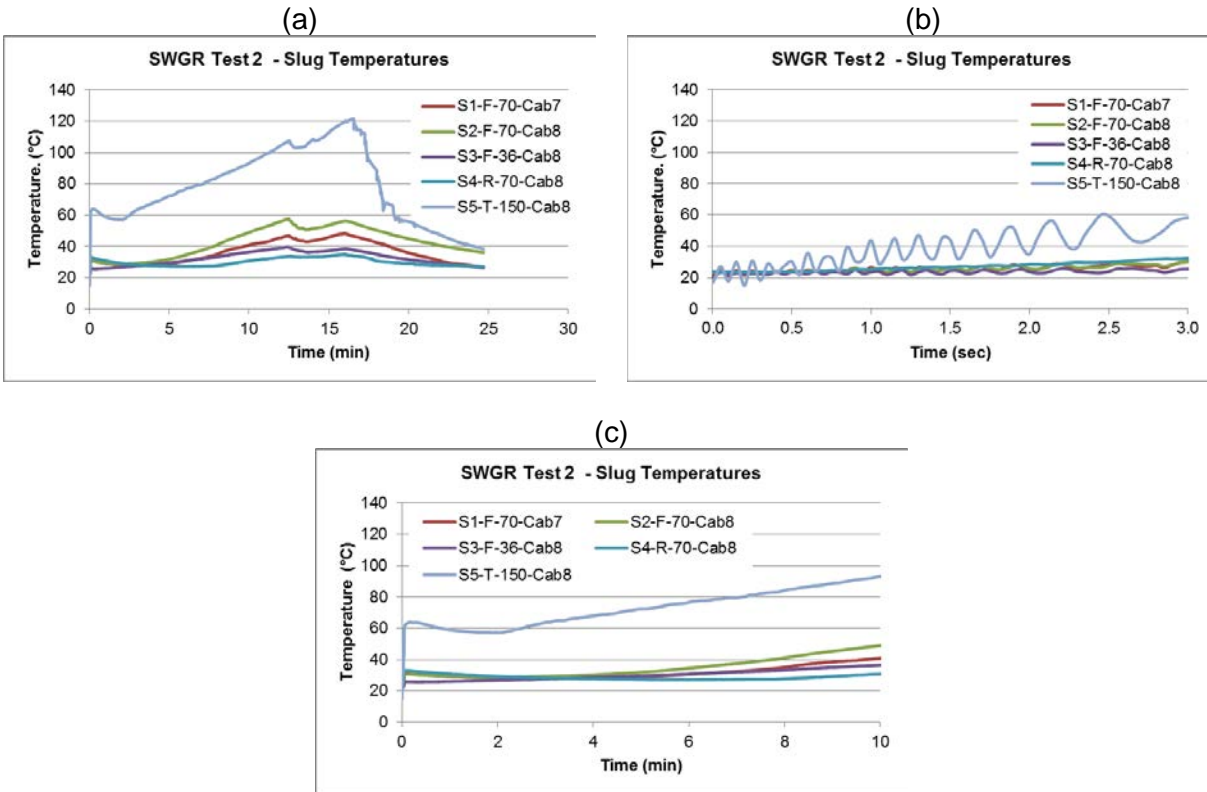 (a)
SWGR Test 2 - Slug Temperatures
Temperature. (°C)
140
120
100
80
60
40
20
0
S1-F-70-Cab7
S2-F-70-Cab8
S3-F-36-Cab8
S4-R-70-Cab8
S5-T-150-Cab8
0 5 10 15 20 25 30
Time (min)
(b)
SWGR Test 2 - Slug Temperatures
Temperature. (°C)
140
120
100
80
60
40
20
0
S1-F-70-Cab7
S2-F-70-Cab8
S3-F-36-Cab8
S4-R-70-Cab8
S5-T-150-Cab8
0.0 0.5 1.0 1.5 2.0 2.5 3.0
Time (sec)
(c)
SWGR Test 2 - Slug Temperatures
Temperature (°C)
140
120
100
80
60
40
20
0
S1-F-70-Cab7 S2-F-70-Cab8
S3-F-36-Cab8 S4-R-70-Cab8
S5-T-150-Cab8
0 2 4 6 8 10
Time (min)